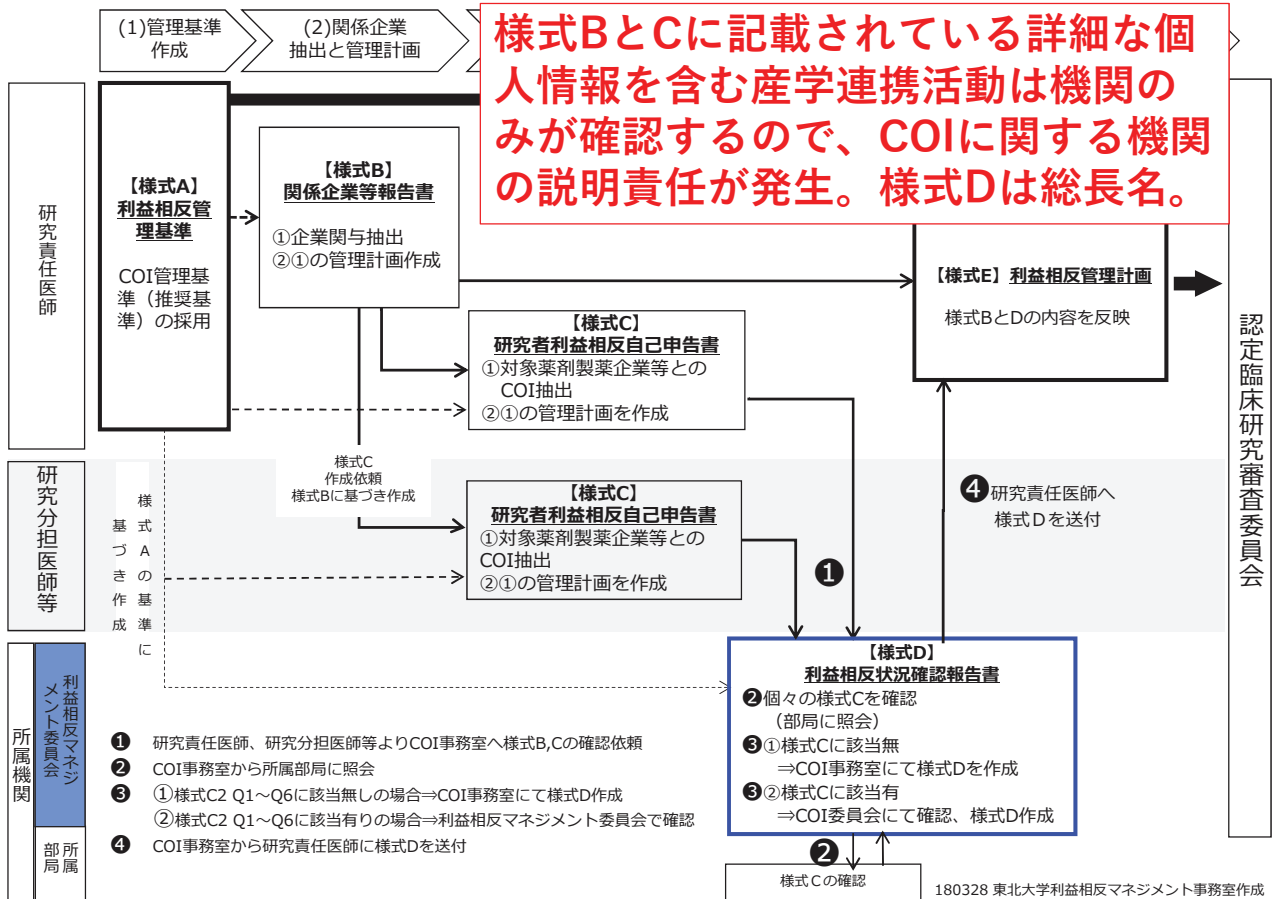 (1)管理基準
作成
(2)関係企業
抽出と管理計画
様式BとCに記載されている詳細な個
人情報を含む産学連携活動は機関の
みが確認するので、COIに関する機関
の説明責任が発生。様式Dは総長名。
研究責任医師
【様式A】
利益相反管
理基準
COI管理基
準（推奨基
準）の採用
【様式B】
関係企業等報告書
①企業関与抽出
②①の管理計画作成
【様式C】
研究者利益相反自己申告書
①対象薬剤製薬企業等との
COI抽出
②①の管理計画を作成
【様式E】利益相反管理計画
様式BとDの内容を反映
認定臨床研究審査委員会
研究分担医師等
様式Aの基準に
基づき作成
様式C
作成依頼
様式Bに基づき作成
【様式C】
研究者利益相反自己申告書
①対象薬剤製薬企業等との
COI抽出
②①の管理計画を作成
❶
❹研究責任医師へ
様式Ｄを送付
所属機関
利益相反マネジ
メント委員会
所属
部局
【様式D】
利益相反状況確認報告書
❷個々の様式Cを確認
（部局に照会）
❸①様式Cに該当無
⇒COI事務室にて様式Dを作成
❸②様式Cに該当有
⇒COI委員会にて確認、様式D作成
❶ 研究責任医師、研究分担医師等よりCOI事務室へ様式B,Cの確認依頼
❷ COI事務室から所属部局に照会
❸ ①様式C2 Q1～Q6に該当無しの場合⇒COI事務室にて様式D作成
②様式C2 Q1～Q6に該当有りの場合⇒利益相反マネジメント委員会で確認
❹ COI事務室から研究責任医師に様式Dを送付
❷
様式Ｃの確認
180328 東北大学利益相反マネジメント事務室作成